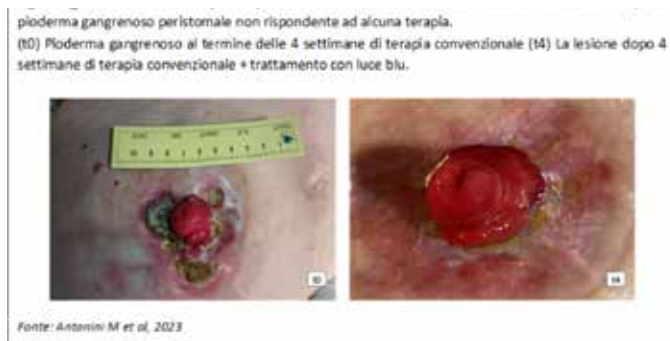 pioderma gangrenoso peristomale non rispondente ad alcuna terapia.
(t0) Pioderma gangrenoso al termine delle 4 settimane di terapia convenzionale (t4) La lesione dopo 4
settimane di terapia convenzionale + trattamento con luce blu.
t0
t4
Fonte: Antonini M et al, 2023